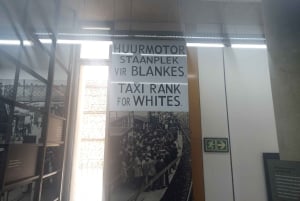 HUURMOTOR
STAANPLEK
VIR BLANKES
TAXI RANK
FOR WHITES